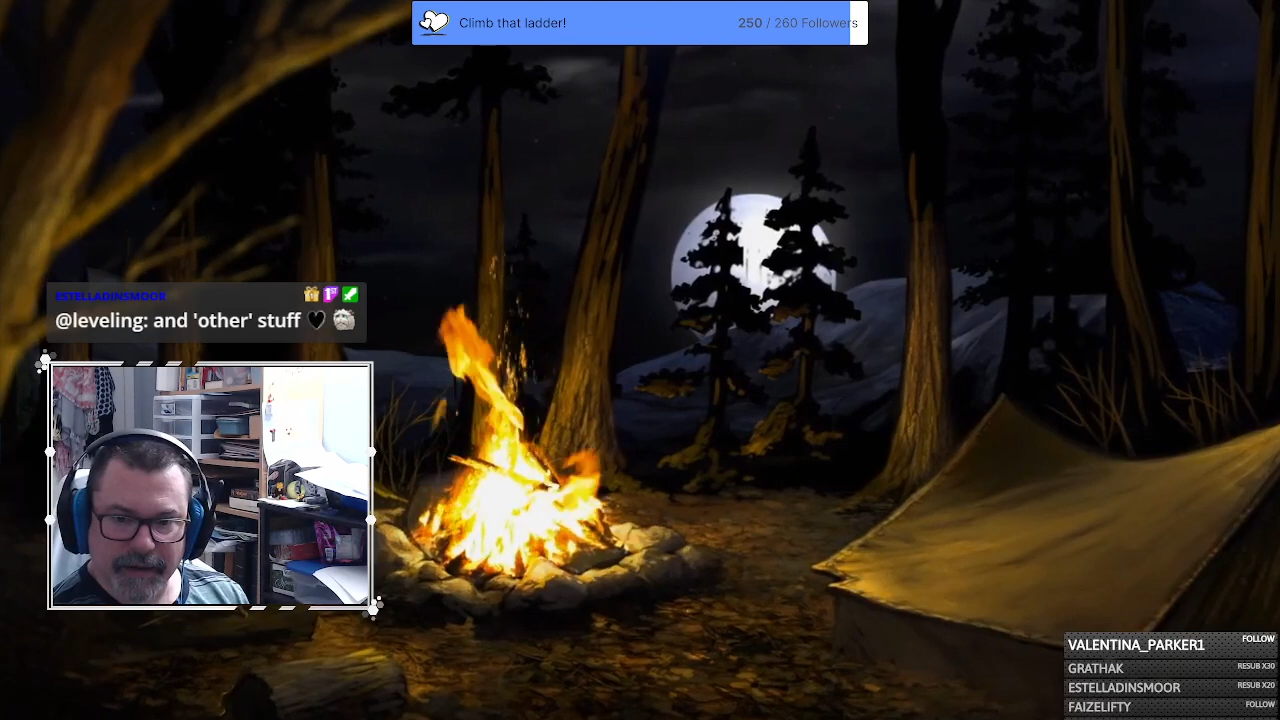 Climb that ladder! 250 / 260 Followers
ESTELLADINSMOOR
@leveling: and 'other' stuff
VALENTINA_PARKER1 FOLLOW
GRATHAK RESUB X30
ESTELLADINSMOOR RESUB X20
FAIZELIFTY FOLLOW